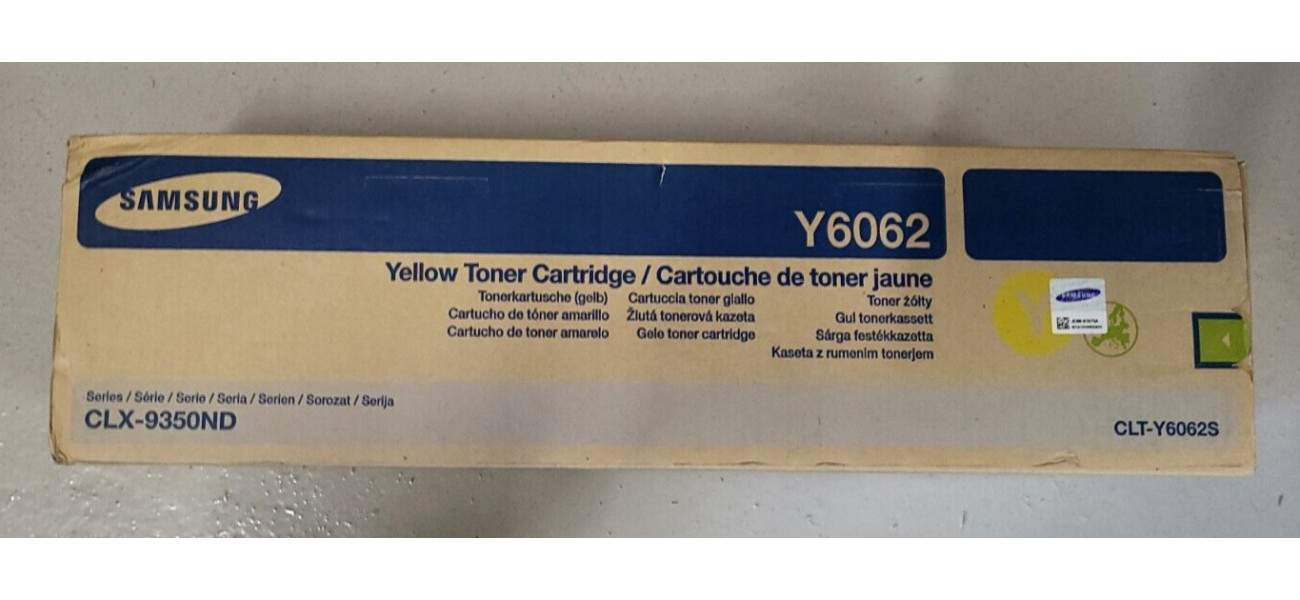 SAMSUNG
Y6062
Yellow Toner Cartridge / Cartouche de toner jaune
Tonerkartusche (gelb) Cartuccia toner giallo Toner żółty
Cartucho de tóner amarillo Žlutá tonerová kazeta Gul tonerkassett
Cartucho de toner amarelo Gele toner cartridge Sárga festékkazetta
Kaseta z rumenim tonerjem
Y
SAMSUNG
Series / Série / Serie / Seria / Serien / Sorozat / Serija
CLX-9350ND
CLT-Y6062S